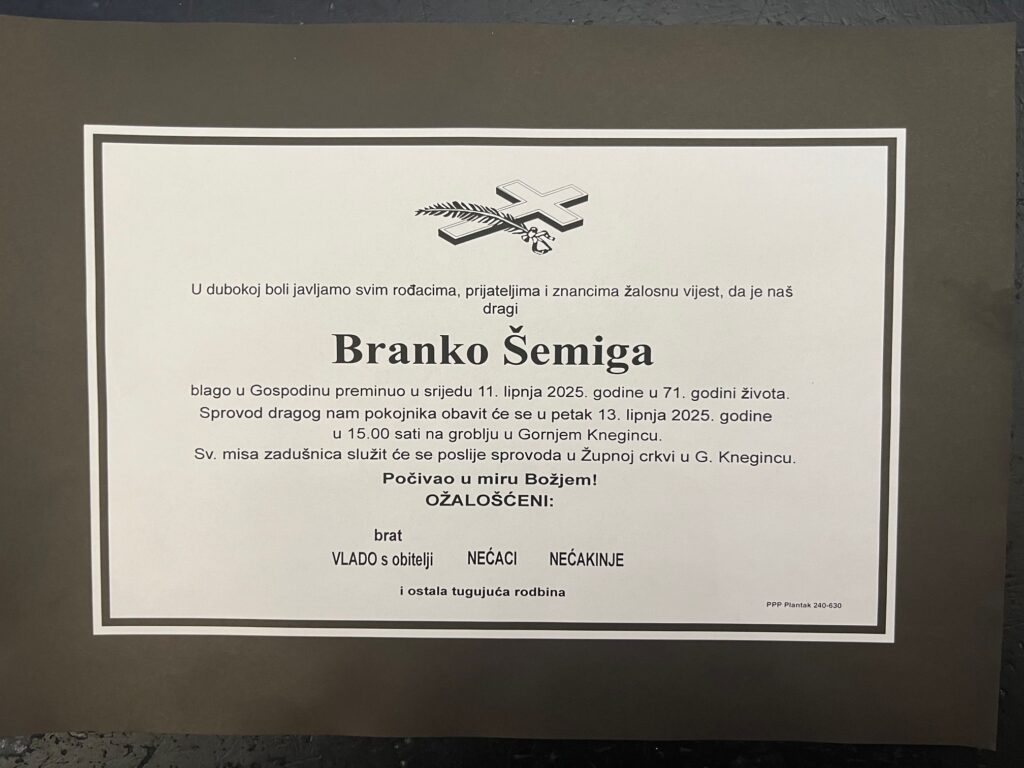 U dubokoj boli javljamo svim rođacima, prijateljima i znancima žalosnu vijest, da je naš
dragi
Branko Šemiga
blago u Gospodinu preminuo u srijedu 11. lipnja 2025. godine u 71. godini života.
Sprovod dragog nam pokojnika obavit će se u petak 13. lipnja 2025. godine
u 15.00 sati na groblju u Gornjem Knegincu.
Sv. misa zadušnica služit će se poslije sprovoda u Župnoj crkvi u G. Knegincu.
Počivao u miru Božjem!
OŽALOŠĆENI:
brat
VLADO s obitelji NEĆACI NEĆAKINJE
i ostala tugujuća rodbina
PPP Plantak 240-630